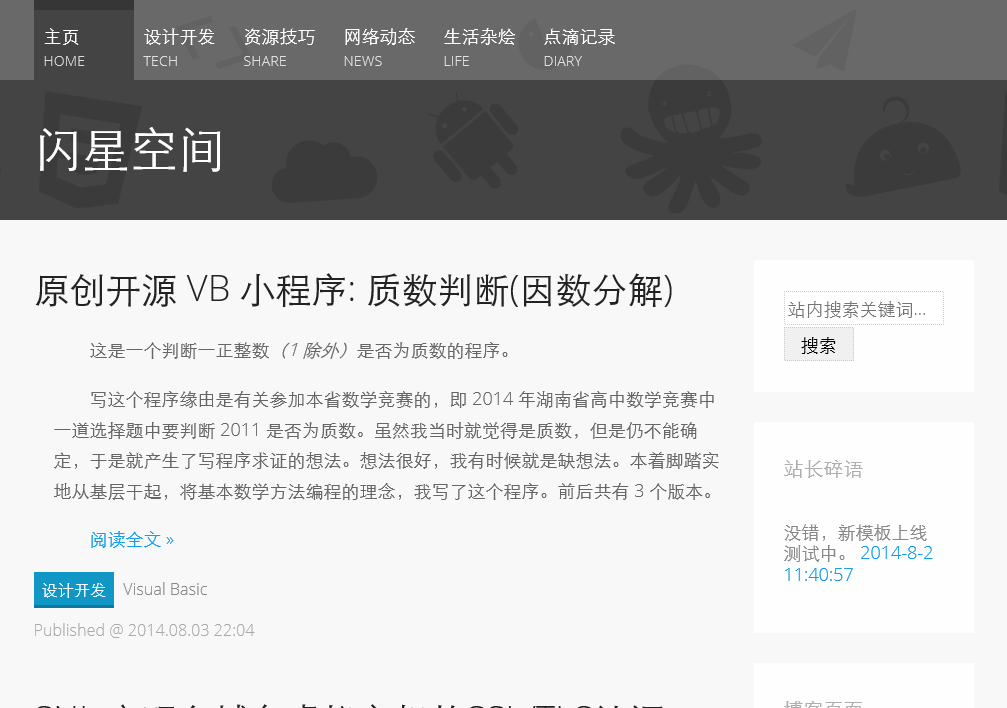 主页
HOME
设计开发
TECH
资源技巧
SHARE
网络动态
NEWS
生活杂烩
LIFE
点滴记录
DIARY
闪星空间
原创开源 VB 小程序: 质数判断(因数分解)
这是一个判断一正整数（1 除外）是否为质数的程序。
写这个程序缘由是有关参加本省数学竞赛的，即 2014 年湖南省高中数学竞赛中
一道选择题中要判断 2011 是否为质数。虽然我当时就觉得是质数，但是仍不能确
定，于是就产生了写程序求证的想法。想法很好，我有时候就是缺想法。本着脚踏实
地从基层干起，将基本数学方法编程的理念，我写了这个程序。前后共有 3 个版本。
阅读全文 »
设计开发 Visual Basic
Published @ 2014.08.03 22:04
站内搜索关键词...
搜索
站长碎语
没错，新模板上线
测试中。 2014-8-2
11:40:57